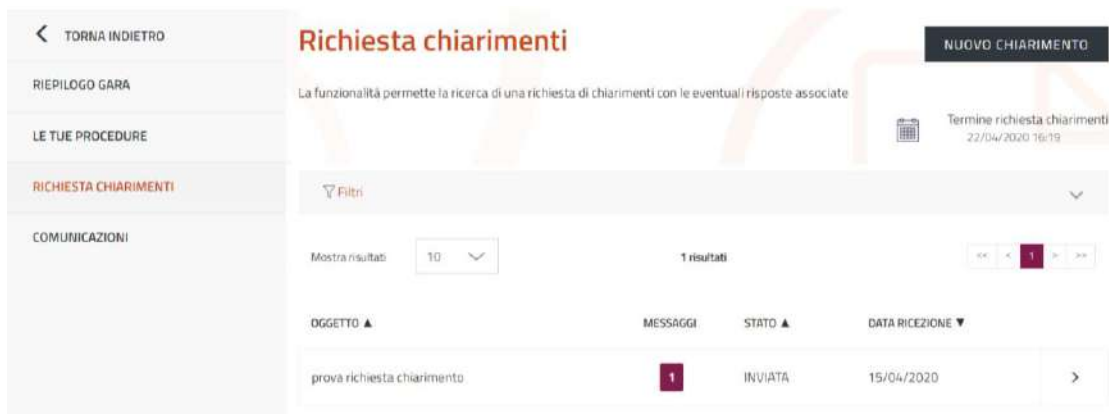 TORNA INDIETRO
RIEPILOGO GARA
LE TUE PROCEDURE
RICHIESTA CHIARIMENTI
COMUNICAZIONI
Richiesta chiarimenti
NUOVO CHIARIMENTO
La funzionalità permette la ricerca di una richiesta di chiarimenti con le eventuali risposte associate
Termine richiesta chiarimenti
22/04/2020 16:19
Filtri
Mostra risultati 10 1 risultati << < 1 > >>
OGGETTO ▲ MESSAGGI STATO ▲ DATA RICEZIONE ▼
prova richiesta chiarimento 1 INVIATA 15/04/2020 >